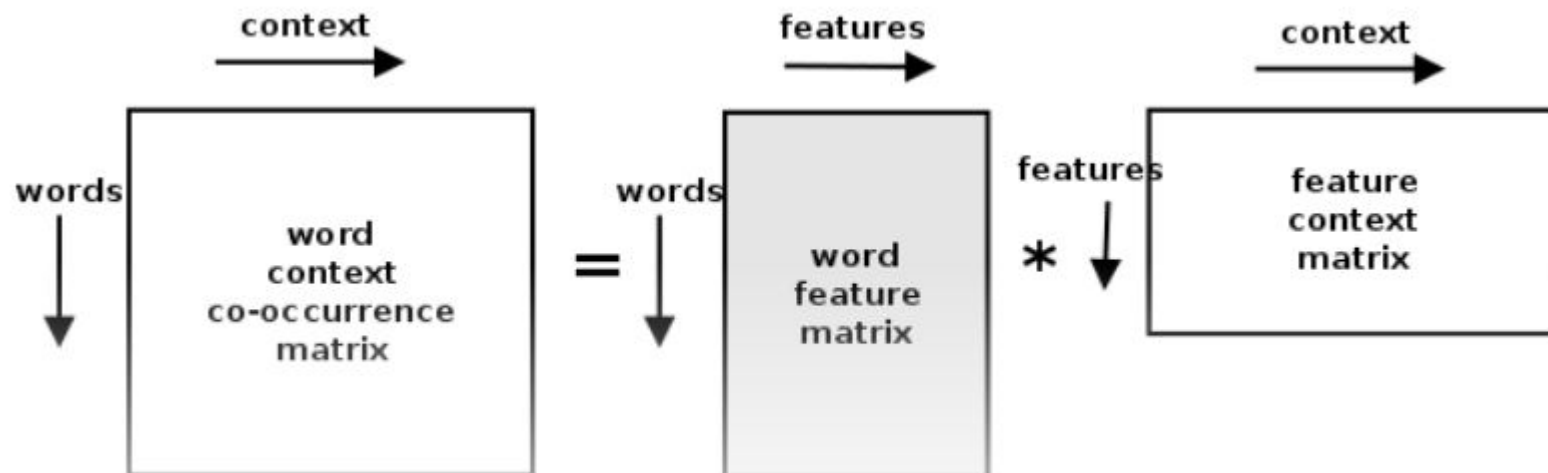 context
features
context
words
word
context
co-occurrence
matrix
=
words
word
feature
matrix
*
features
feature
context
matrix